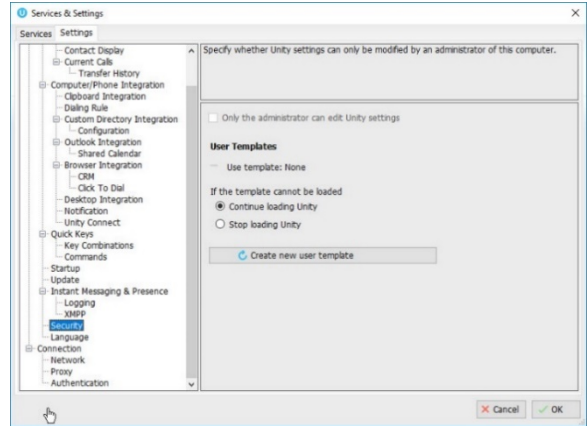 Services & Settings
Services Settings
Contact Display
Current Calls
Transfer History
Computer/Phone Integration
Clipboard Integration
Dialing Rule
Custom Directory Integration
Configuration
Outlook Integration
Shared Calendar
Browser Integration
CRM
Click To Dial
Desktop Integration
Notification
Unity Connect
Quick Keys
Key Combinations
Commands
Startup
Update
Instant Messaging & Presence
Logging
XMPP
Security
Language
Connection
Network
Proxy
Authentication
Specify whether Unity settings can only be modified by an administrator of this computer.
Only the administrator can edit Unity settings
User Templates
Use template: None
If the template cannot be loaded
Continue loading Unity
Stop loading Unity
Create new user template
Cancel OK